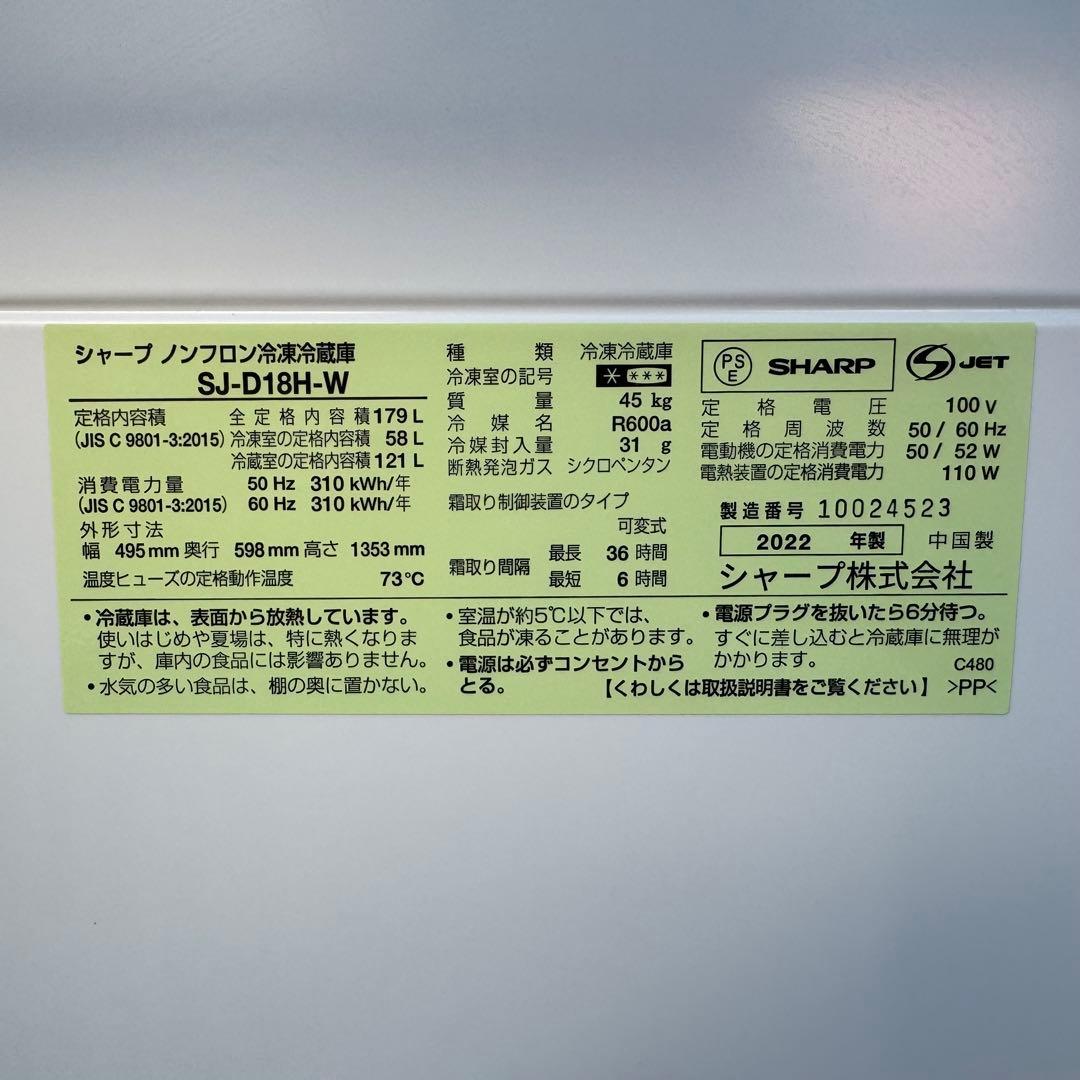 シャープ ノンフロン冷凍冷蔵庫
SJ-D18H-W
定格内容積 全定格内容積 179 L
(JIS C 9801-3:2015) 冷凍室の定格内容積 58 L
冷蔵室の定格内容積 121 L
消費電力量 50 Hz 310 kWh/年
(JIS C 9801-3:2015) 60 Hz 310 kWh/年
外形寸法
幅 495 mm 奥行 598 mm 高さ 1353 mm
温度ヒューズの定格動作温度 73℃
種類 冷凍冷蔵庫
冷凍室の記号 * ***
質量 45 kg
冷媒名 R600a
冷媒封入量 31 g
断熱発泡ガス シクロペンタン
霜取り制御装置のタイプ
可変式
霜取り間隔 最長 36 時間
最短 6 時間
PSE SHARP JET
定格電圧 100 V
定格周波数 50 / 60 Hz
電動機の定格消費電力 50 / 52 W
電熱装置の定格消費電力 110 W
製造番号 10024523
2022 年製 中国製
シャープ株式会社
・冷蔵庫は、表面から放熱しています。
使いはじめや夏場は、特に熱くなりま
すが、庫内の食品には影響ありません。
・水気の多い食品は、棚の奥に置かない。
・室温が約5℃以下では、
食品が凍ることがあります。
・電源は必ずコンセントから
とる。
・電源プラグを抜いたら6分待つ。
すぐに差し込むと冷蔵庫に無理が
かかります。 C480
【くわしくは取扱説明書をご覧ください】 >PP<